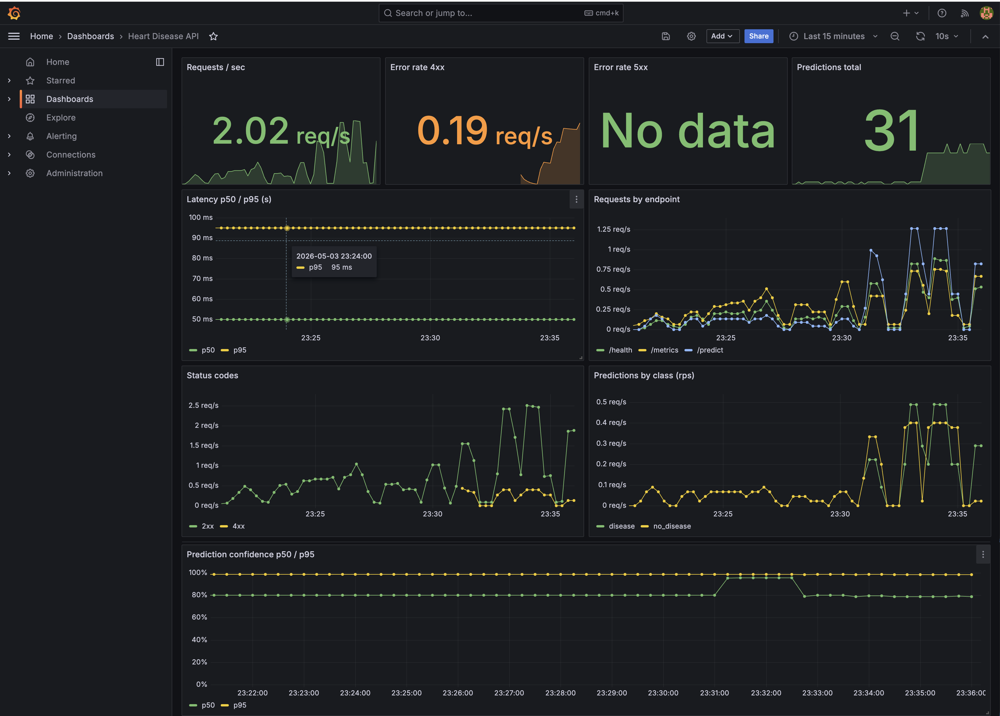 Search or jump to... cmd+k
Home › Dashboards › Heart Disease API Add Share Last 15 minutes 10s
Home
Starred
Dashboards
Explore
Alerting
Connections
Administration
Requests / sec
2.02 req/s
Error rate 4xx
0.19 req/s
Error rate 5xx
No data
Predictions total
31
Latency p50 / p95 (s)
100 ms
90 ms
80 ms
70 ms
60 ms
50 ms
2026-05-03 23:24:00
p95 95 ms
23:25 23:30 23:35
p50 p95
Requests by endpoint
1.25 req/s
1 req/s
0.75 req/s
0.5 req/s
0.25 req/s
0 req/s
23:25 23:30 23:35
/health /metrics /predict
Status codes
2.5 req/s
2 req/s
1.5 req/s
1 req/s
0.5 req/s
0 req/s
23:25 23:30 23:35
2xx 4xx
Predictions by class (rps)
0.5 req/s
0.4 req/s
0.3 req/s
0.2 req/s
0.1 req/s
0 req/s
23:25 23:30 23:35
disease no_disease
Prediction confidence p50 / p95
100%
80%
60%
40%
20%
0%
23:22:00 23:23:00 23:24:00 23:25:00 23:26:00 23:27:00 23:28:00 23:29:00 23:30:00 23:31:00 23:32:00 23:33:00 23:34:00 23:35:00 23:36:00
p50 p95